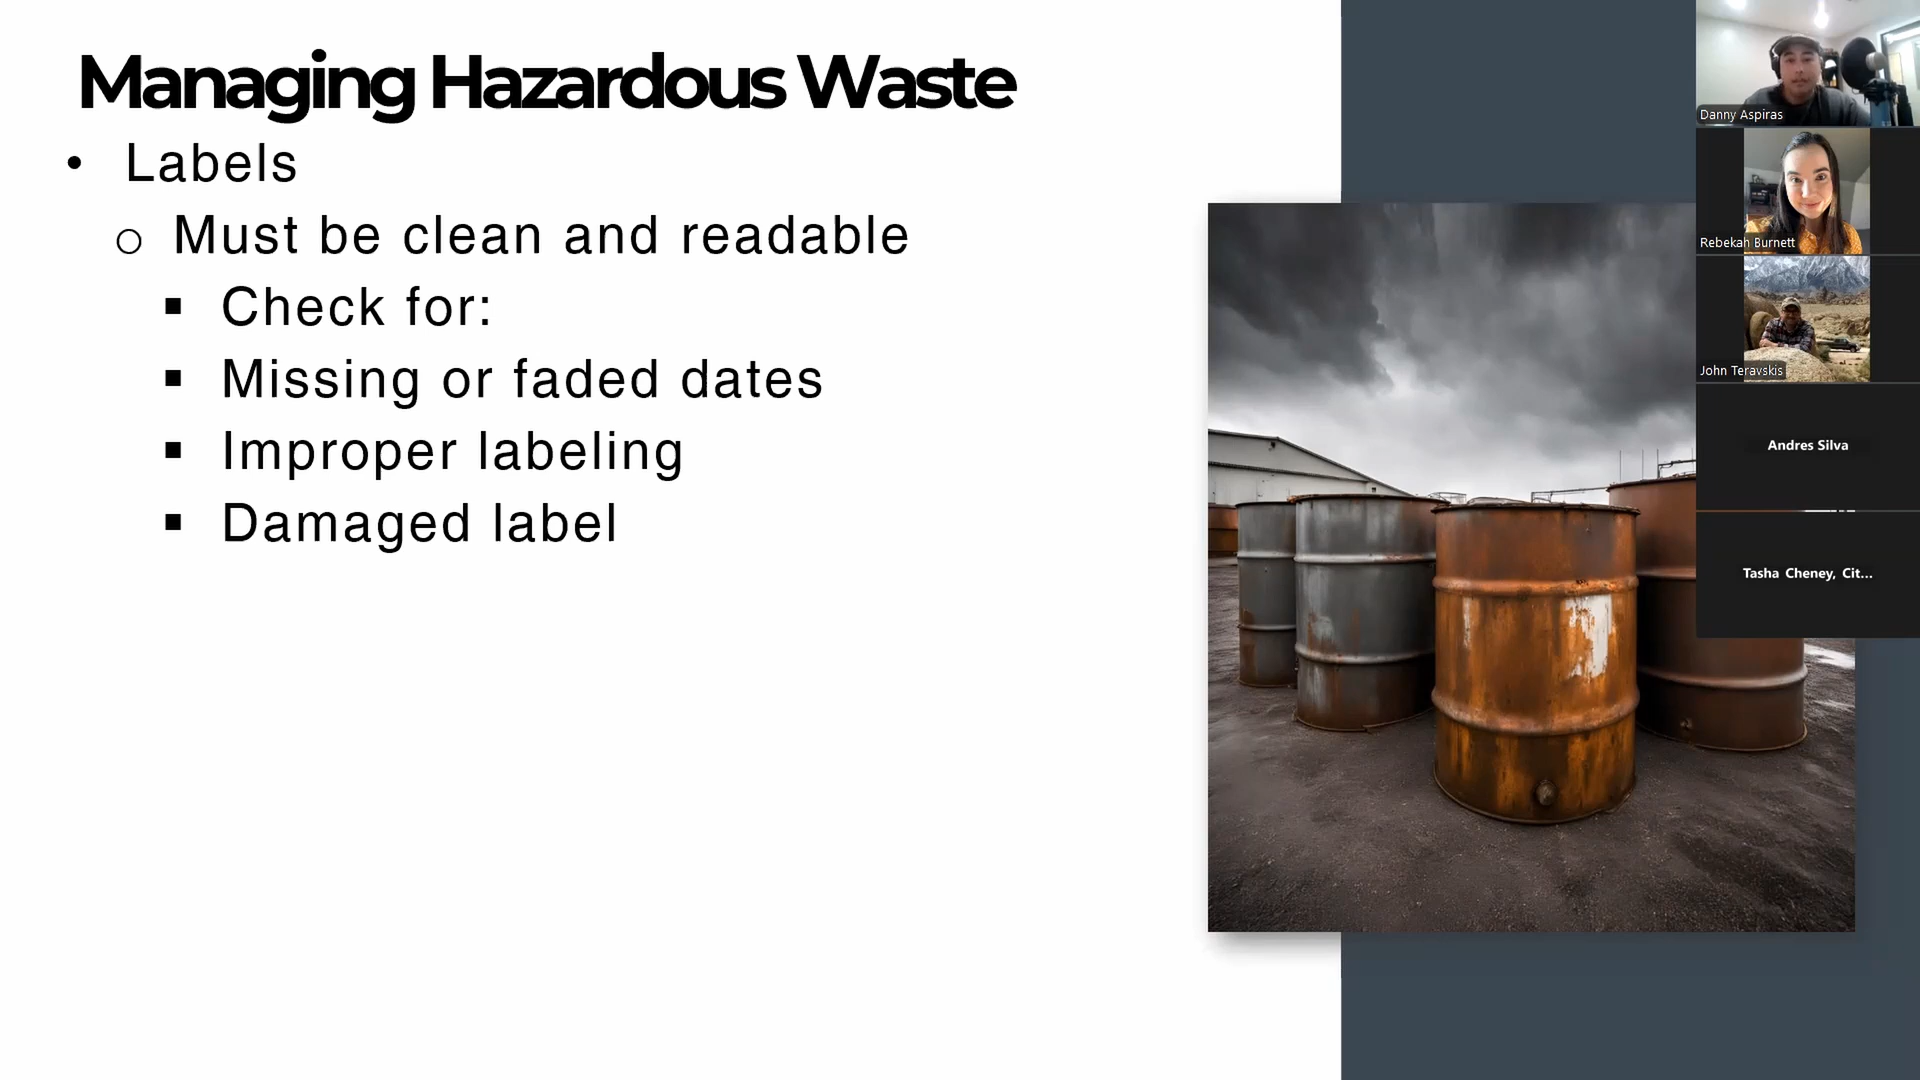 Managing Hazardous Waste
• Labels
o Must be clean and readable
▪ Check for:
▪ Missing or faded dates
▪ Improper labeling
▪ Damaged label
Danny Aspiras
Rebekah Burnett
John Teravskis
Andres Silva
Tasha Cheney, Cit...